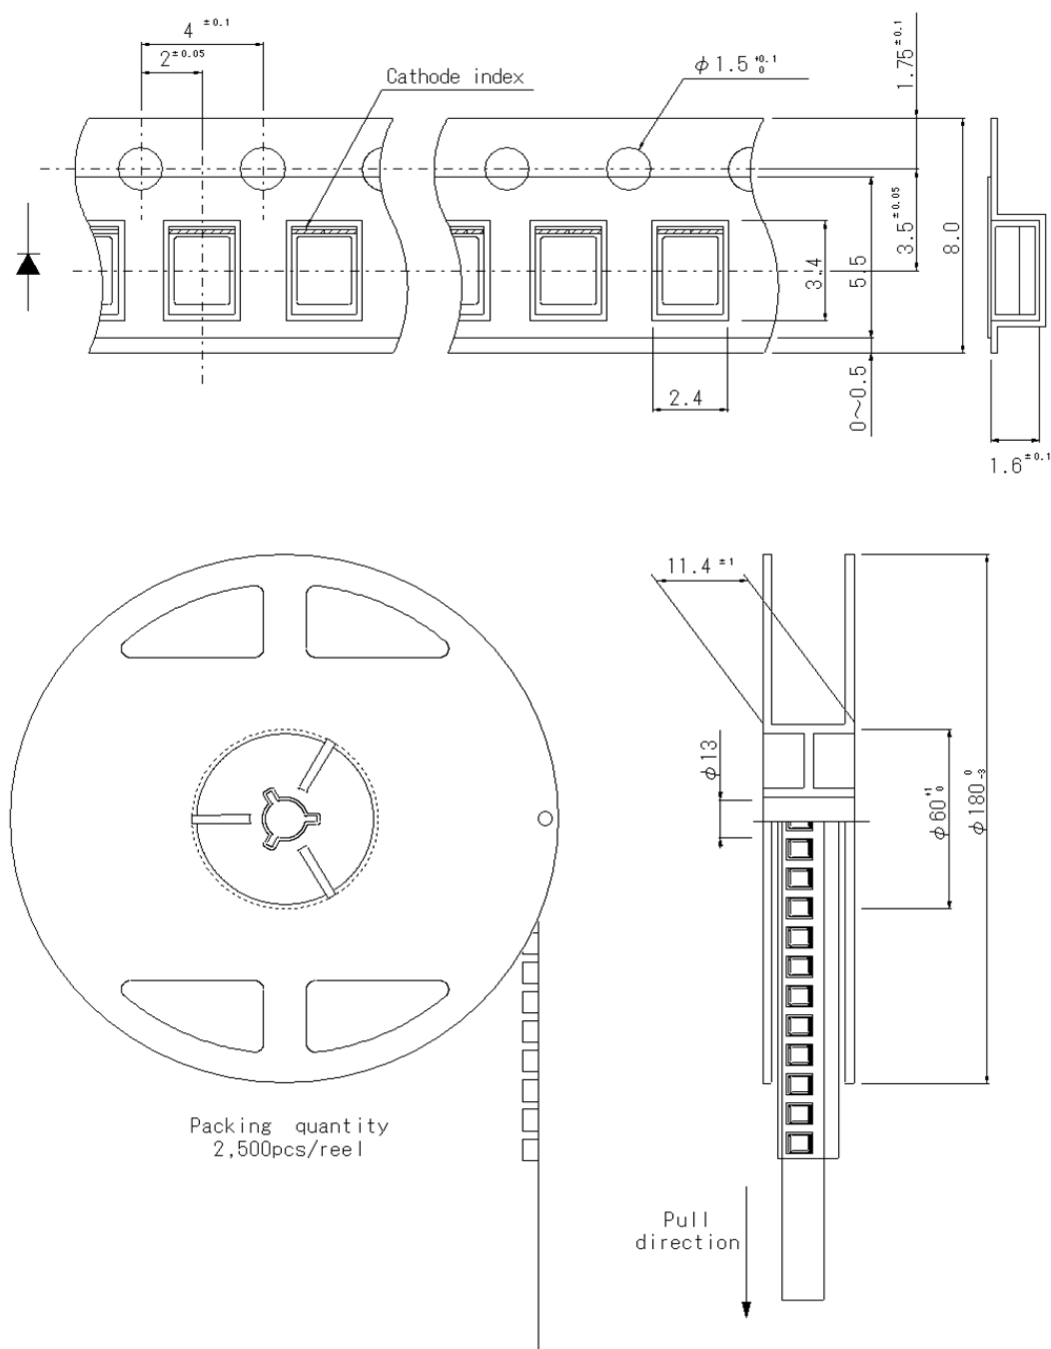 4 ±0.1
2±0.05
Cathode index
φ1.5 +0.1 0
1.75±0.1
3.5±0.05
8.0
5.5
3.4
2.4
0〜0.5
1.6±0.1
11.4 ±1
φ13
φ60 +1 0
φ180 0 -3
Packing quantity
2,500pcs/reel
Pull
direction